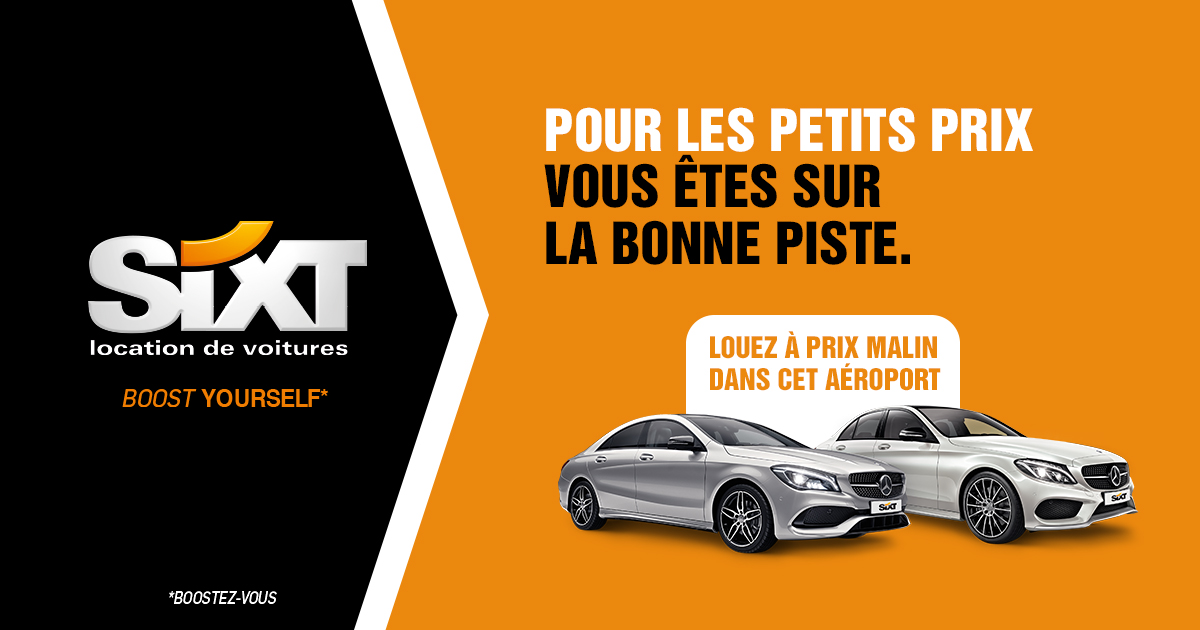 SIXT
location de voitures
BOOST YOURSELF*
*BOOSTEZ-VOUS
POUR LES PETITS PRIX
VOUS ÊTES SUR
LA BONNE PISTE.
LOUEZ À PRIX MALIN
DANS CET AÉROPORT
SIXT
SIXT